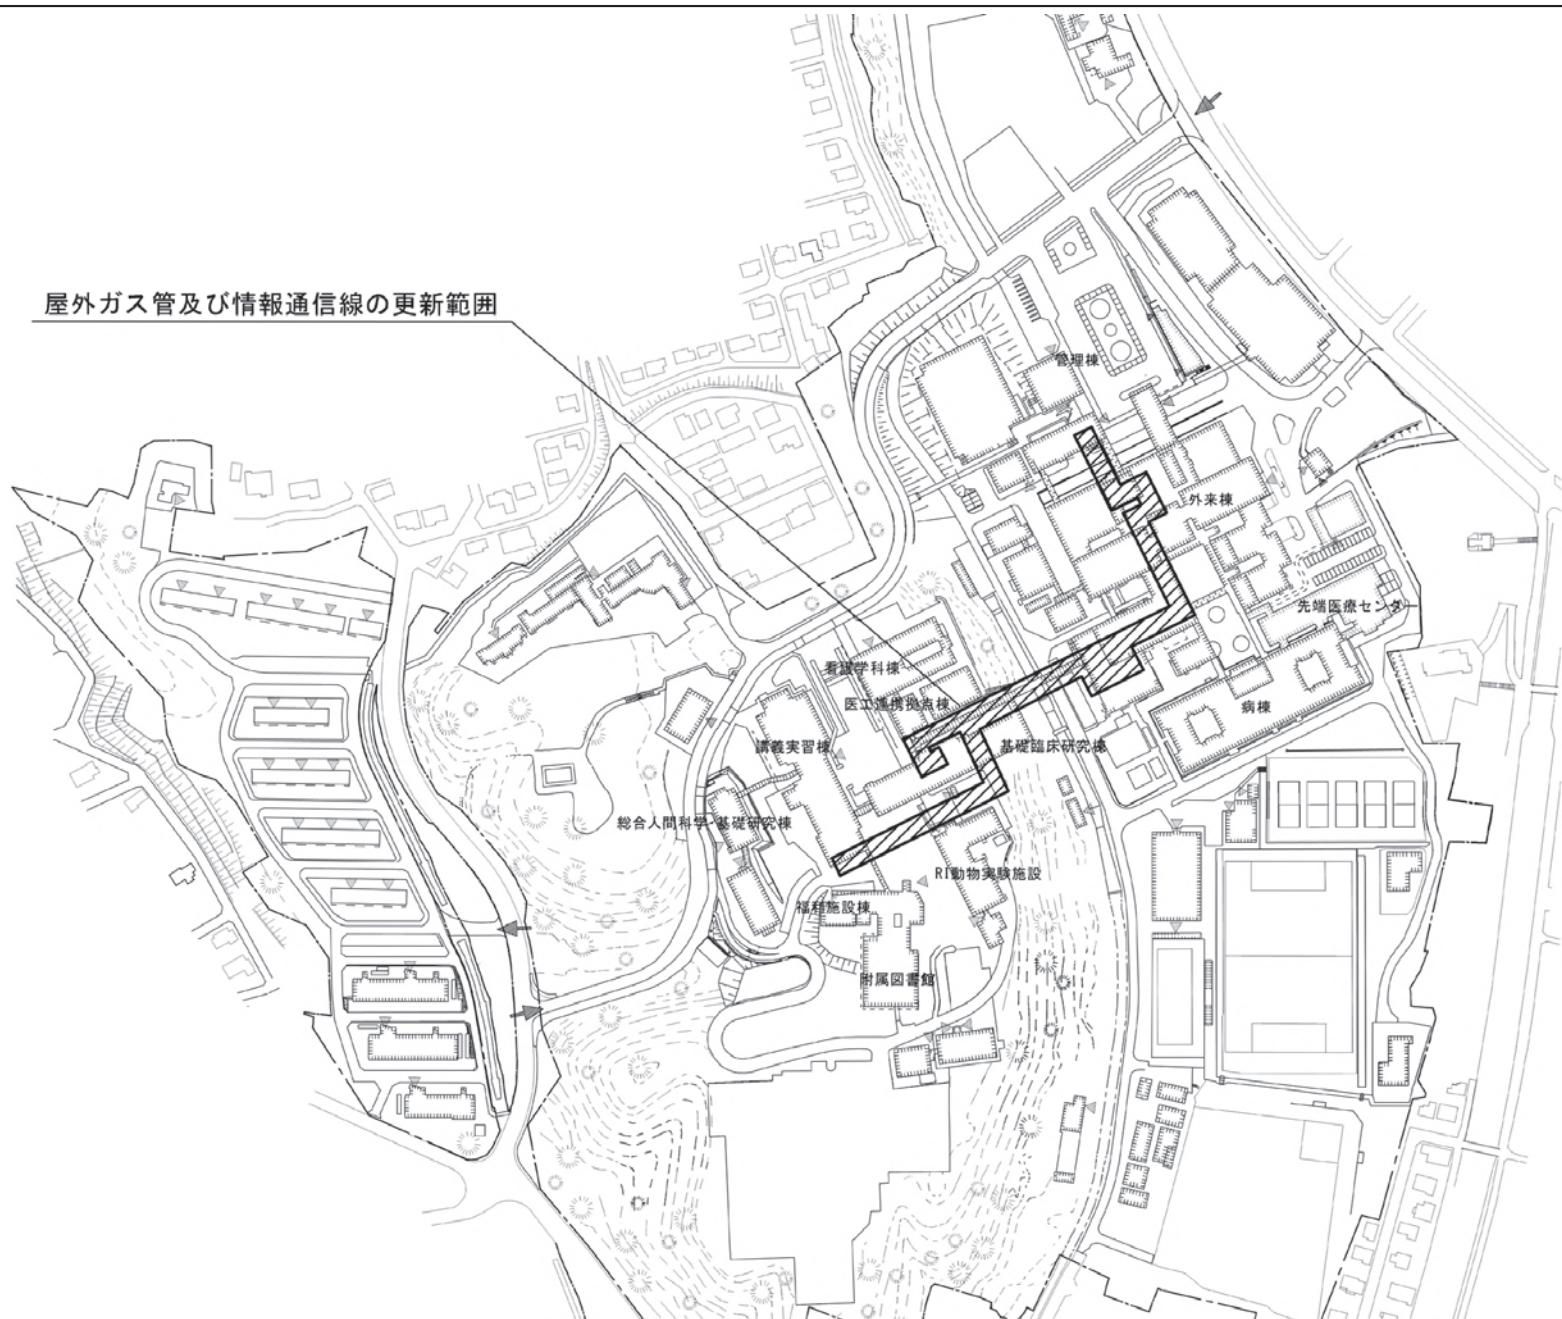 屋外ガス管及び情報通信線の更新範囲
管理棟
外来棟
先端医療センター
看護学科棟
医工連携拠点棟
病棟
講義実習棟
基礎臨床研究棟
総合人間科学・基礎研究棟
RI動物実験施設
福利施設棟
附属図書館